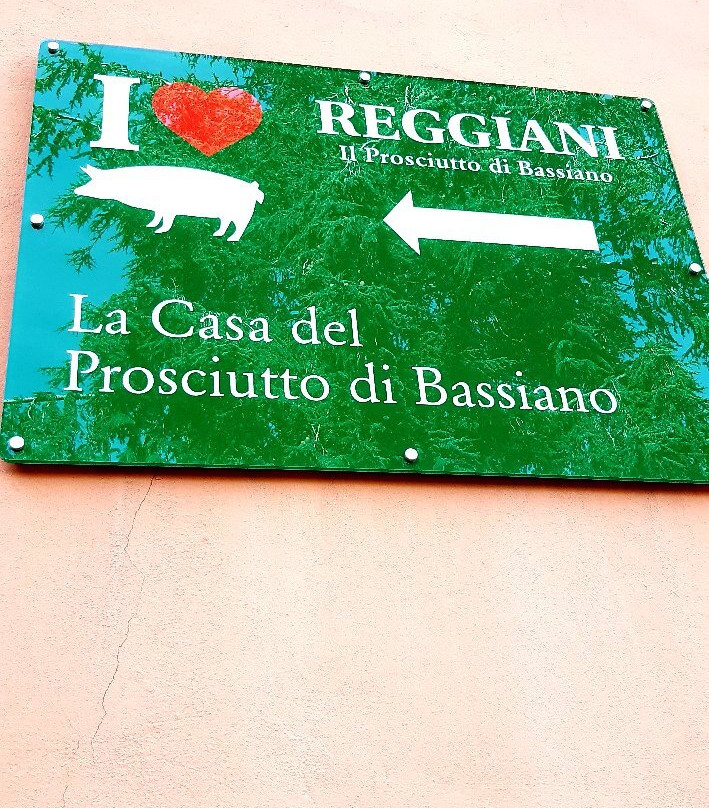 I
REGGIANI
Il Prosciutto di Bassiano
La Casa del
Prosciutto di Bassiano